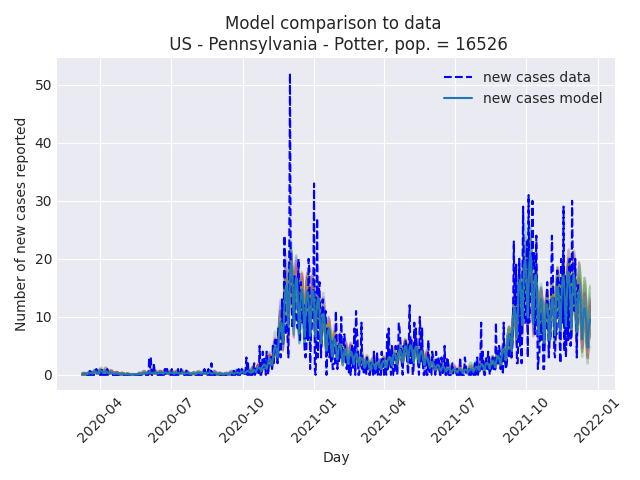 Model comparison to data
US - Pennsylvania - Potter, pop. = 16526
new cases data
new cases model
Number of new cases reported
50
40
30
20
10
0
2020-04
2020-07
2020-10
2021-01
2021-04
2021-07
2021-10
2022-01
Day